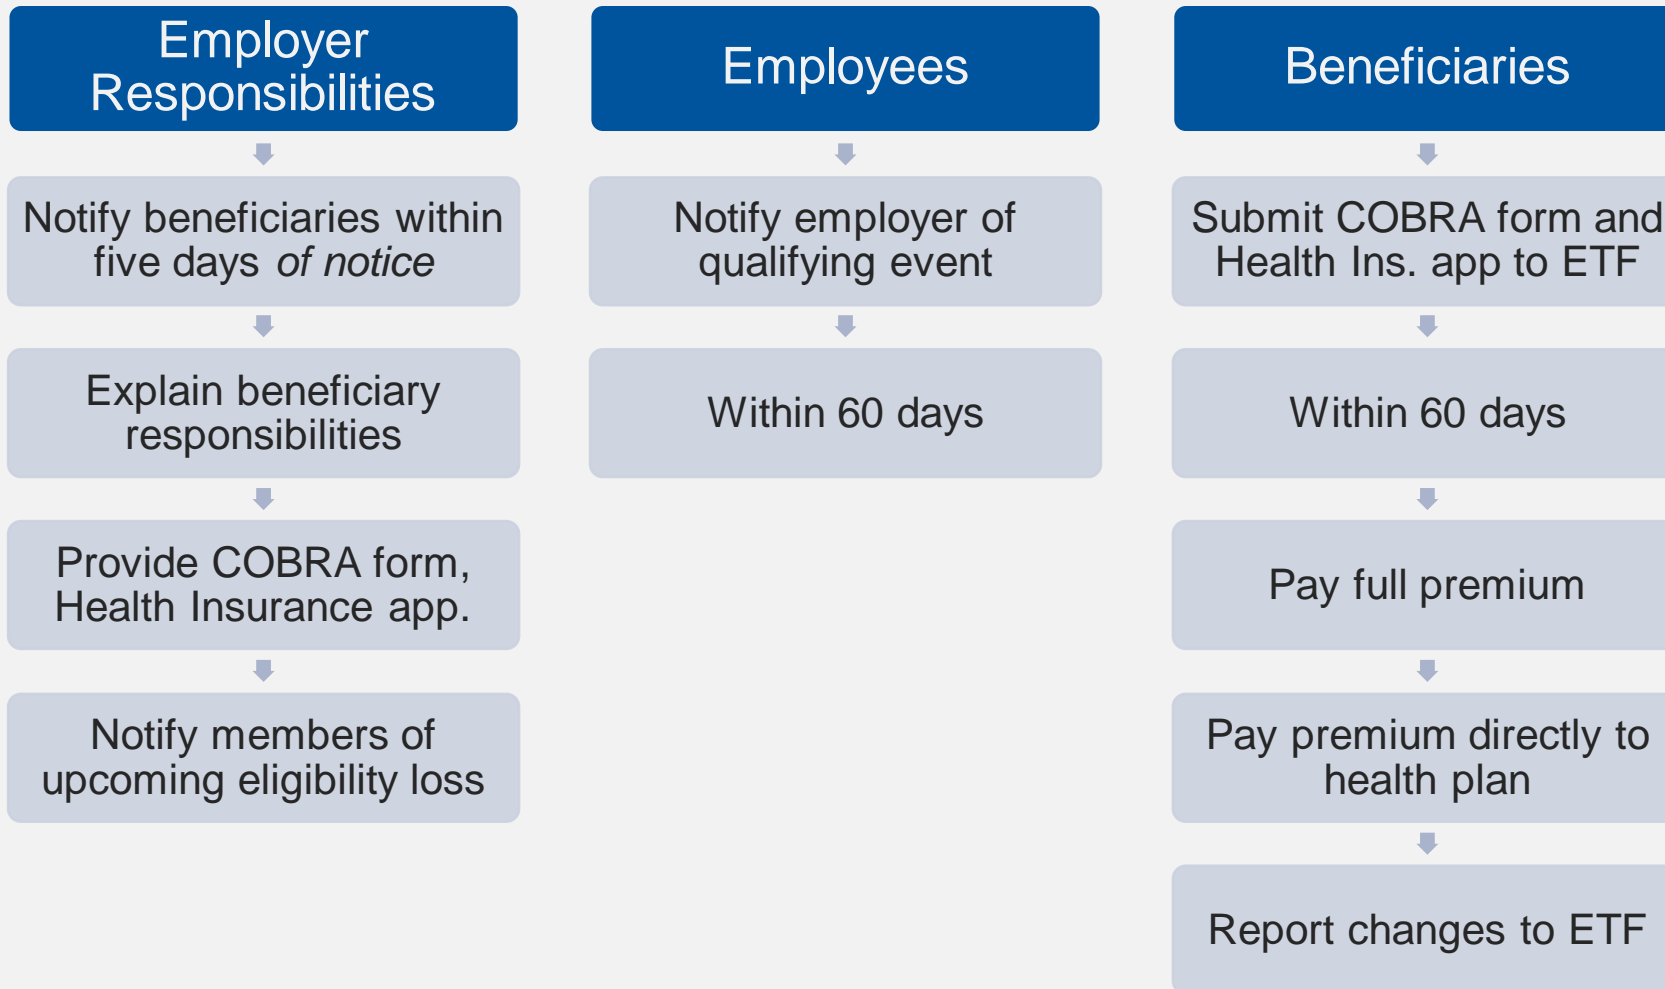 Employer
Responsibilities
Notify beneficiaries within
five days of notice
Explain beneficiary
responsibilities
Provide COBRA form,
Health Insurance app.
Notify members of
upcoming eligibility loss
Employees
Notify employer of
qualifying event
Within 60 days
Beneficiaries
Submit COBRA form and
Health Ins. app to ETF
Within 60 days
Pay full premium
Pay premium directly to
health plan
Report changes to ETF